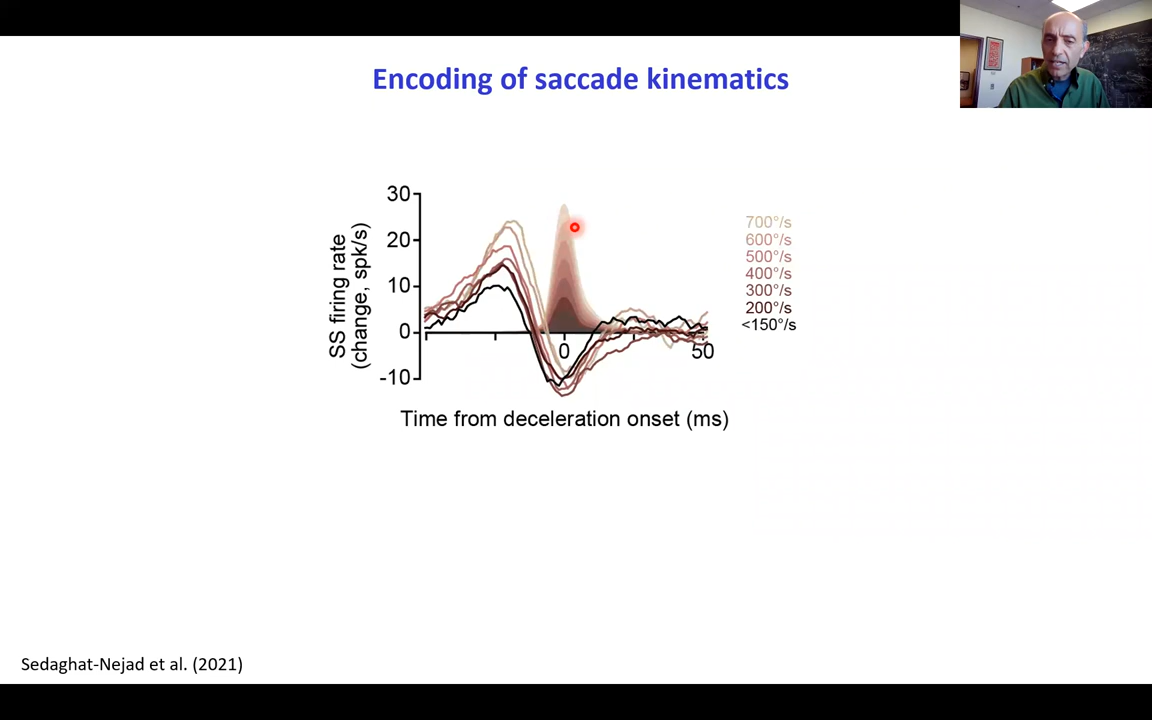 Encoding of saccade kinematics
30
20
10
0
-10
SS firing rate
(change, spk/s)
0
50
Time from deceleration onset (ms)
700°/s
600°/s
500°/s
400°/s
300°/s
200°/s
<150°/s
Sedaghat-Nejad et al. (2021)